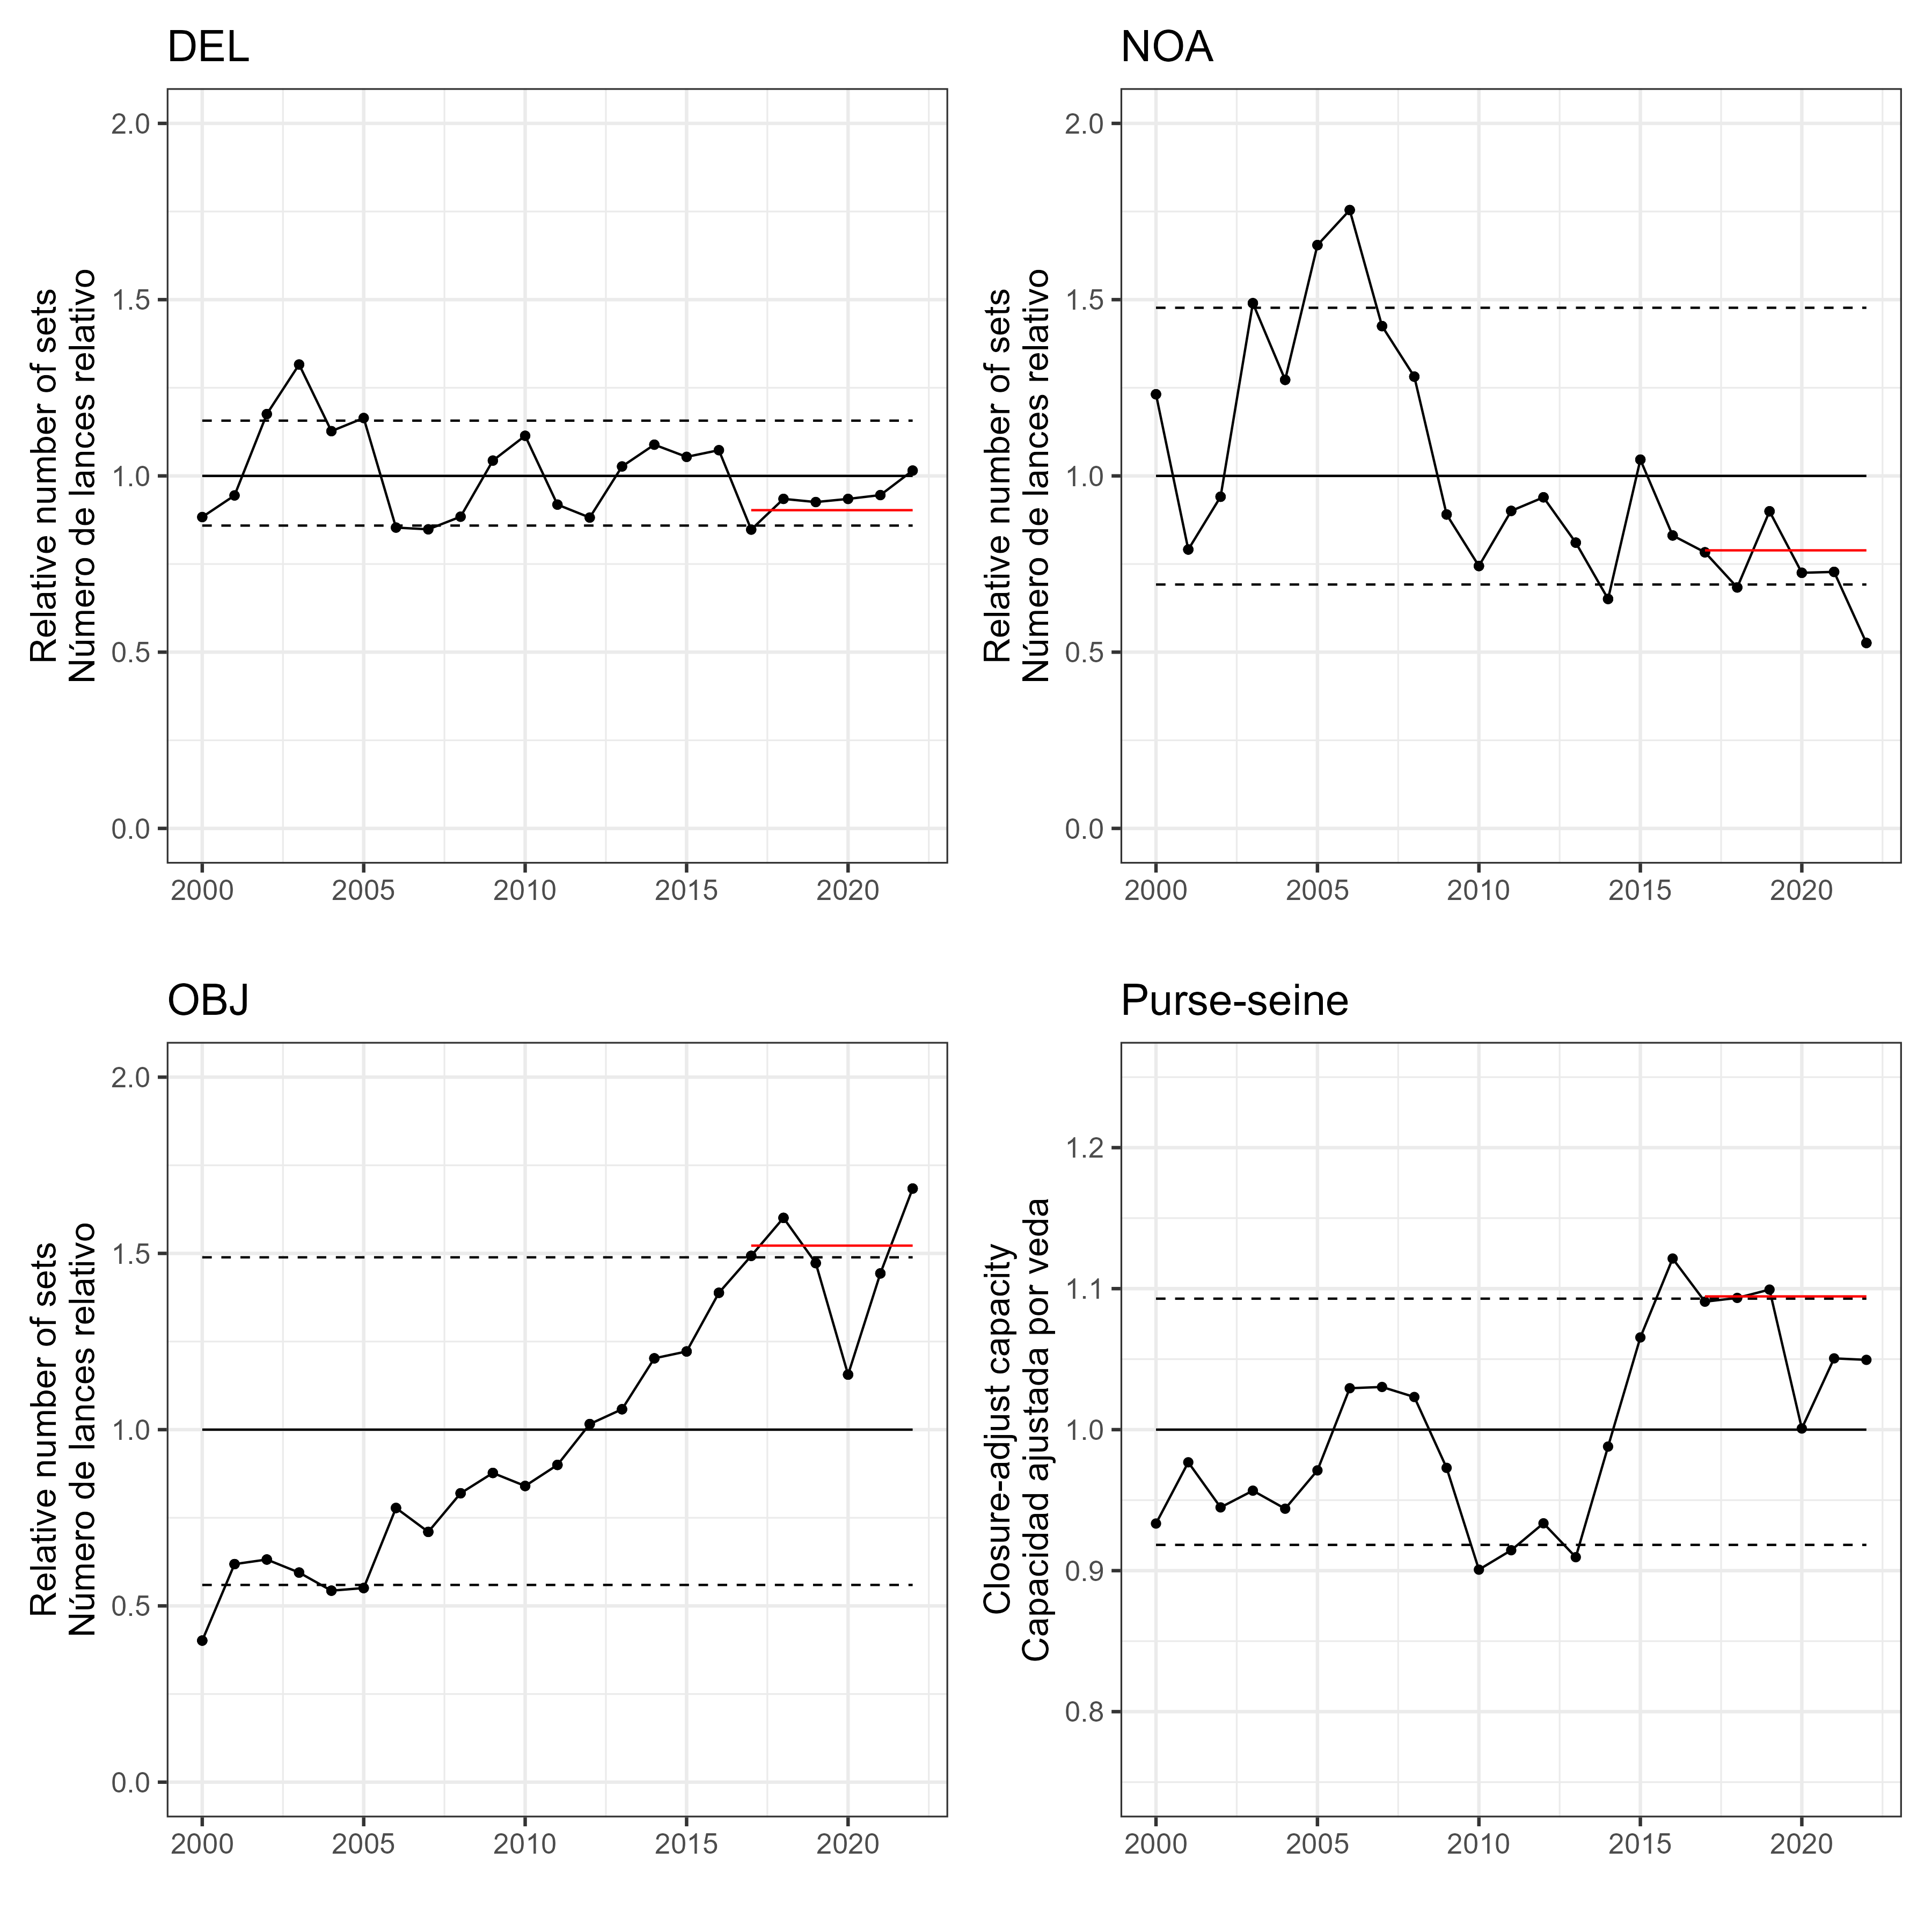 DEL
Relative number of sets
Número de lances relativo
2.0
1.5
1.0
0.5
0.0
2000 2005 2010 2015 2020
NOA
Relative number of sets
Número de lances relativo
2.0
1.5
1.0
0.5
0.0
2000 2005 2010 2015 2020
OBJ
Relative number of sets
Número de lances relativo
2.0
1.5
1.0
0.5
0.0
2000 2005 2010 2015 2020
Purse-seine
Closure-adjust capacity
Capacidad ajustada por veda
1.2
1.1
1.0
0.9
0.8
2000 2005 2010 2015 2020